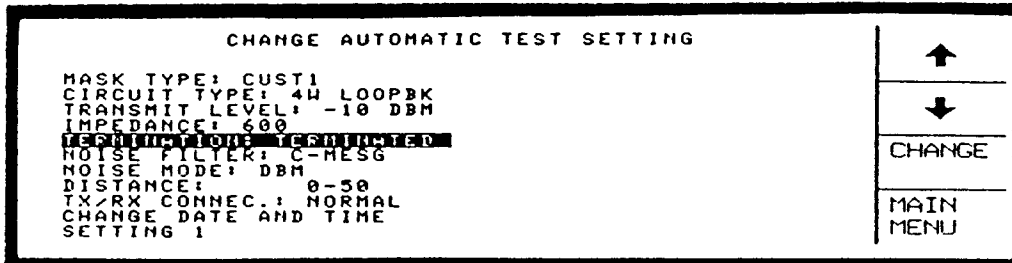 CHANGE AUTOMATIC TEST SETTING
MASK TYPE: CUST1
CIRCUIT TYPE: 4W LOOPBK
TRANSMIT LEVEL: -10 DBM
IMPEDANCE: 600
TERMINATION: TERMINATED
NOISE FILTER: C-MESG
NOISE MODE: DBM
DISTANCE: 0-50
TX/RX CONNEC.: NORMAL
CHANGE DATE AND TIME
SETTING 1
CHANGE
MAIN
MENU